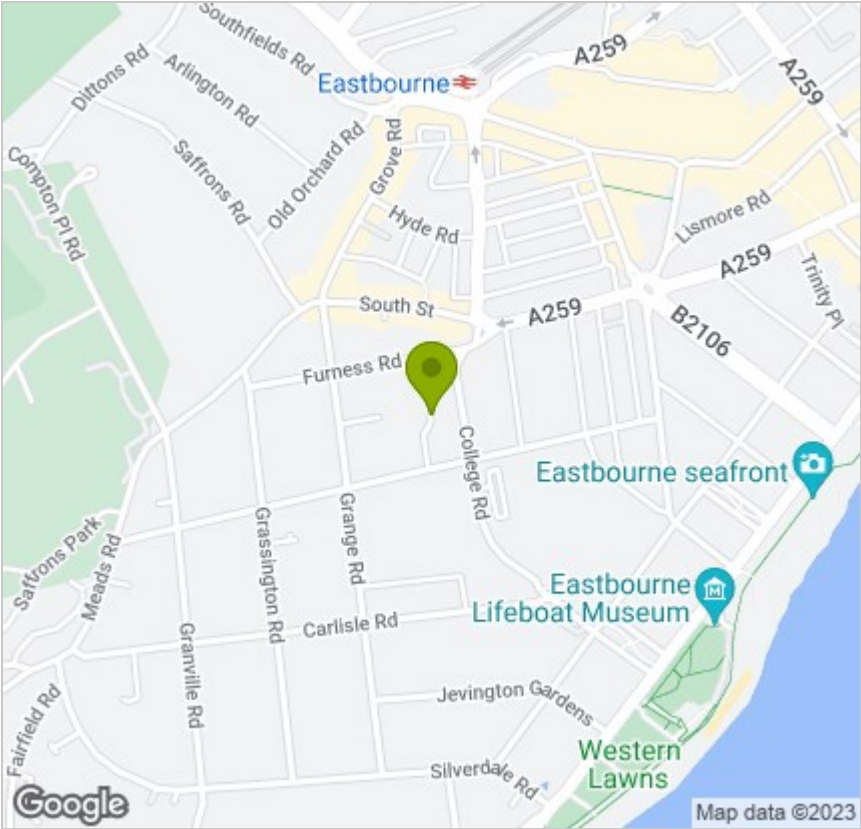 Southfields Rd
A259
Dittons Rd
Arlington Rd
Eastbourne
A259
Grove Rd
Old Orchard Rd
Saffrons Rd
Compton Pl Rd
Hyde Rd
Lismore Rd
A259
Trinity Pl
South St
A259
B2106
Furness Rd
College Rd
Eastbourne seafront
Grange Rd
Grassington Rd
Saffrons Park
Meads Rd
Eastbourne
Lifeboat Museum
M
Carlisle Rd
Granville Rd
Jevington Gardens
Fairfield Rd
Western
Lawns
Silverdale Rd
Google
Map data ©2023